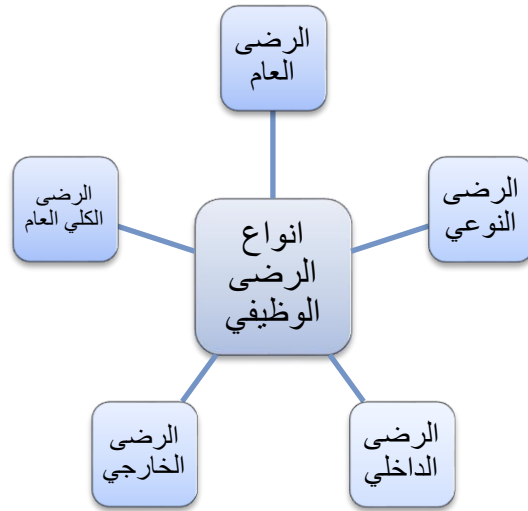 الرضى
العام
الرضى
النوعي
الرضى
الكلي العام
انواع
الرضى
الوظيفي
الرضى
الداخلي
الرضى
الخارجي